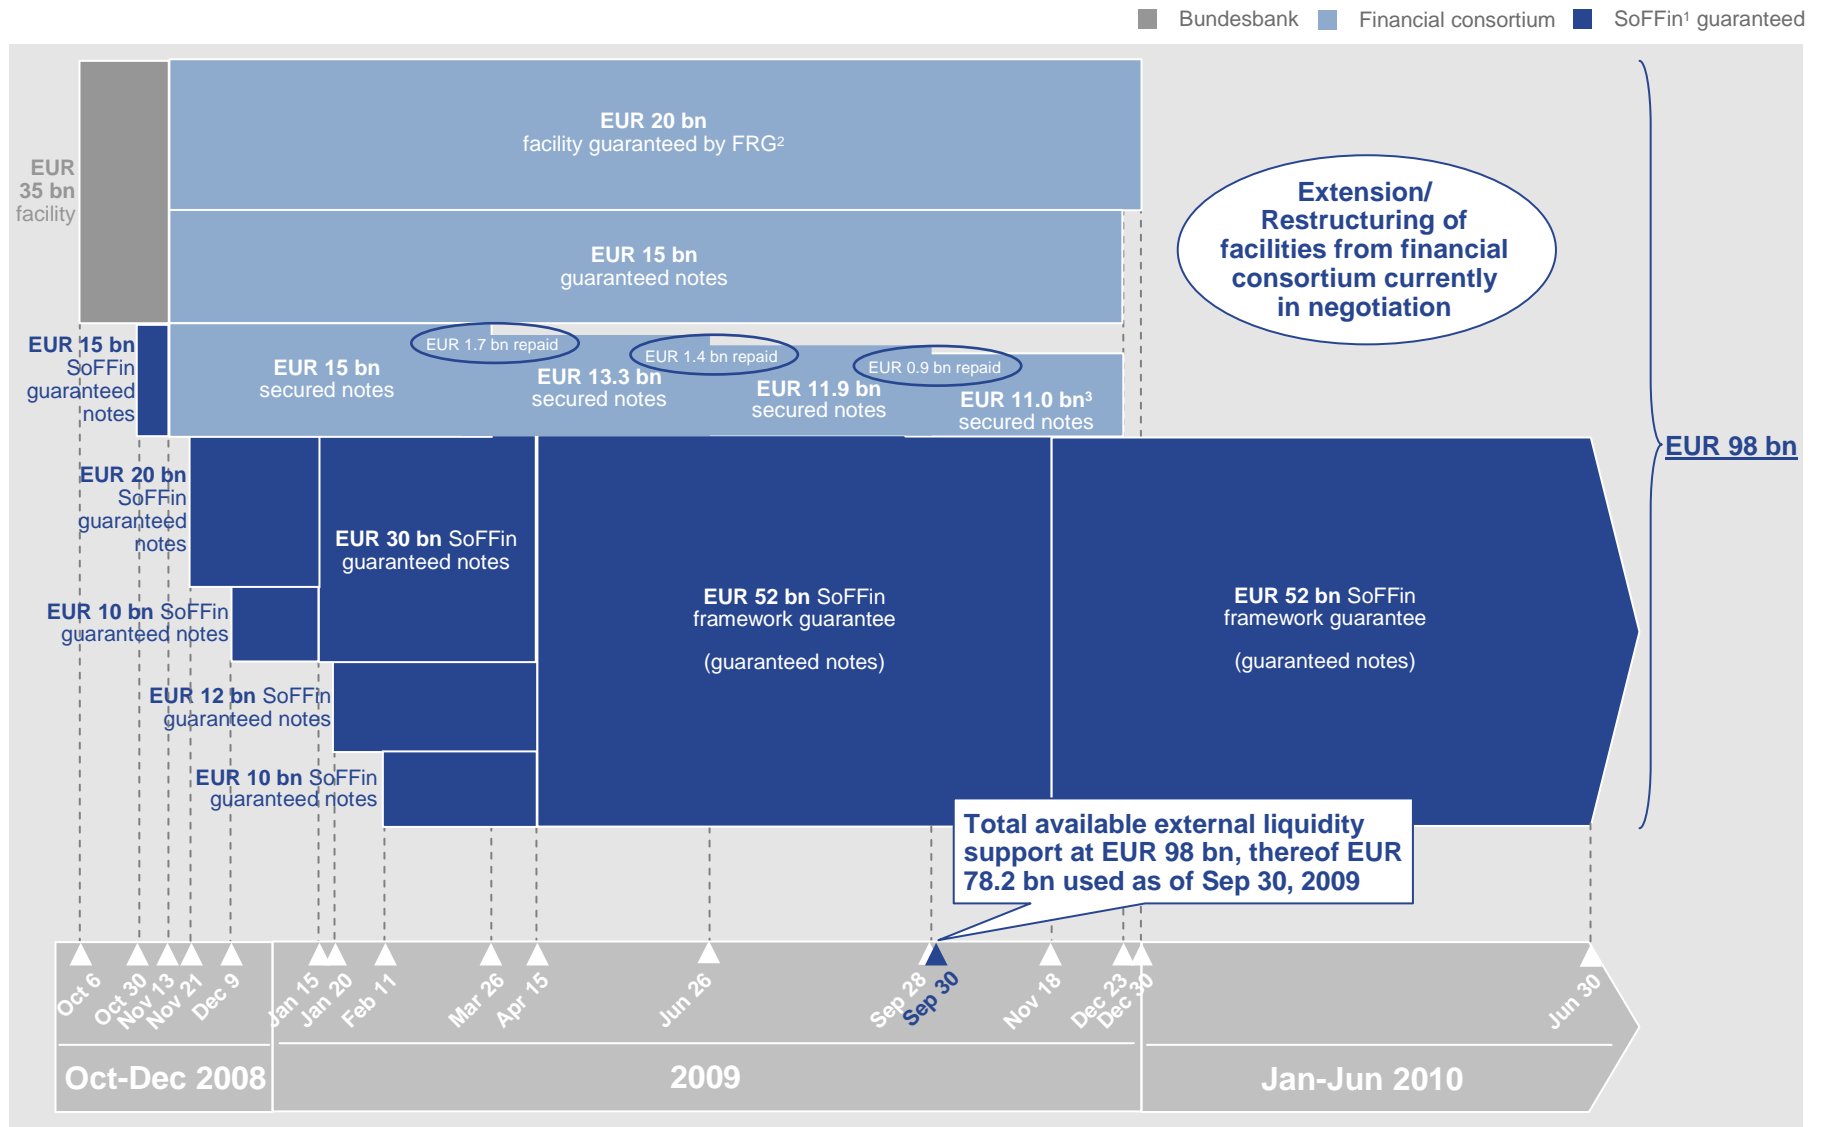 Bundesbank
Financial consortium
SoFFin¹ guaranteed
EUR 20 bn
facility guaranteed by FRG²
EUR
35 bn
facility
Extension/
Restructuring of
facilities from financial
consortium currently
in negotiation
EUR 15 bn
guaranteed notes
EUR 15 bn
SoFFin
guaranteed
notes
EUR 15 bn
secured notes
EUR 1.7 bn repaid
EUR 13.3 bn
secured notes
EUR 1.4 bn repaid
EUR 11.9 bn
secured notes
EUR 0.9 bn repaid
EUR 11.0 bn³
secured notes
EUR 98 bn
EUR 20 bn
SoFFin
guaranteed
notes
EUR 30 bn SoFFin
guaranteed notes
EUR 10 bn SoFFin
guaranteed notes
EUR 52 bn SoFFin
framework guarantee
(guaranteed notes)
EUR 52 bn SoFFin
framework guarantee
(guaranteed notes)
EUR 12 bn SoFFin
guaranteed notes
EUR 10 bn SoFFin
guaranteed notes
Total available external liquidity
support at EUR 98 bn, thereof EUR
78.2 bn used as of Sep 30, 2009
Oct 6
Oct 30
Nov 13
Nov 21
Dec 9
Jan 15
Jan 20
Feb 11
Mar 26
Apr 15
Jun 26
Sep 28
Sep 30
Nov 18
Dec 23
Dec 30
Jun 30
Oct-Dec 2008
2009
Jan-Jun 2010